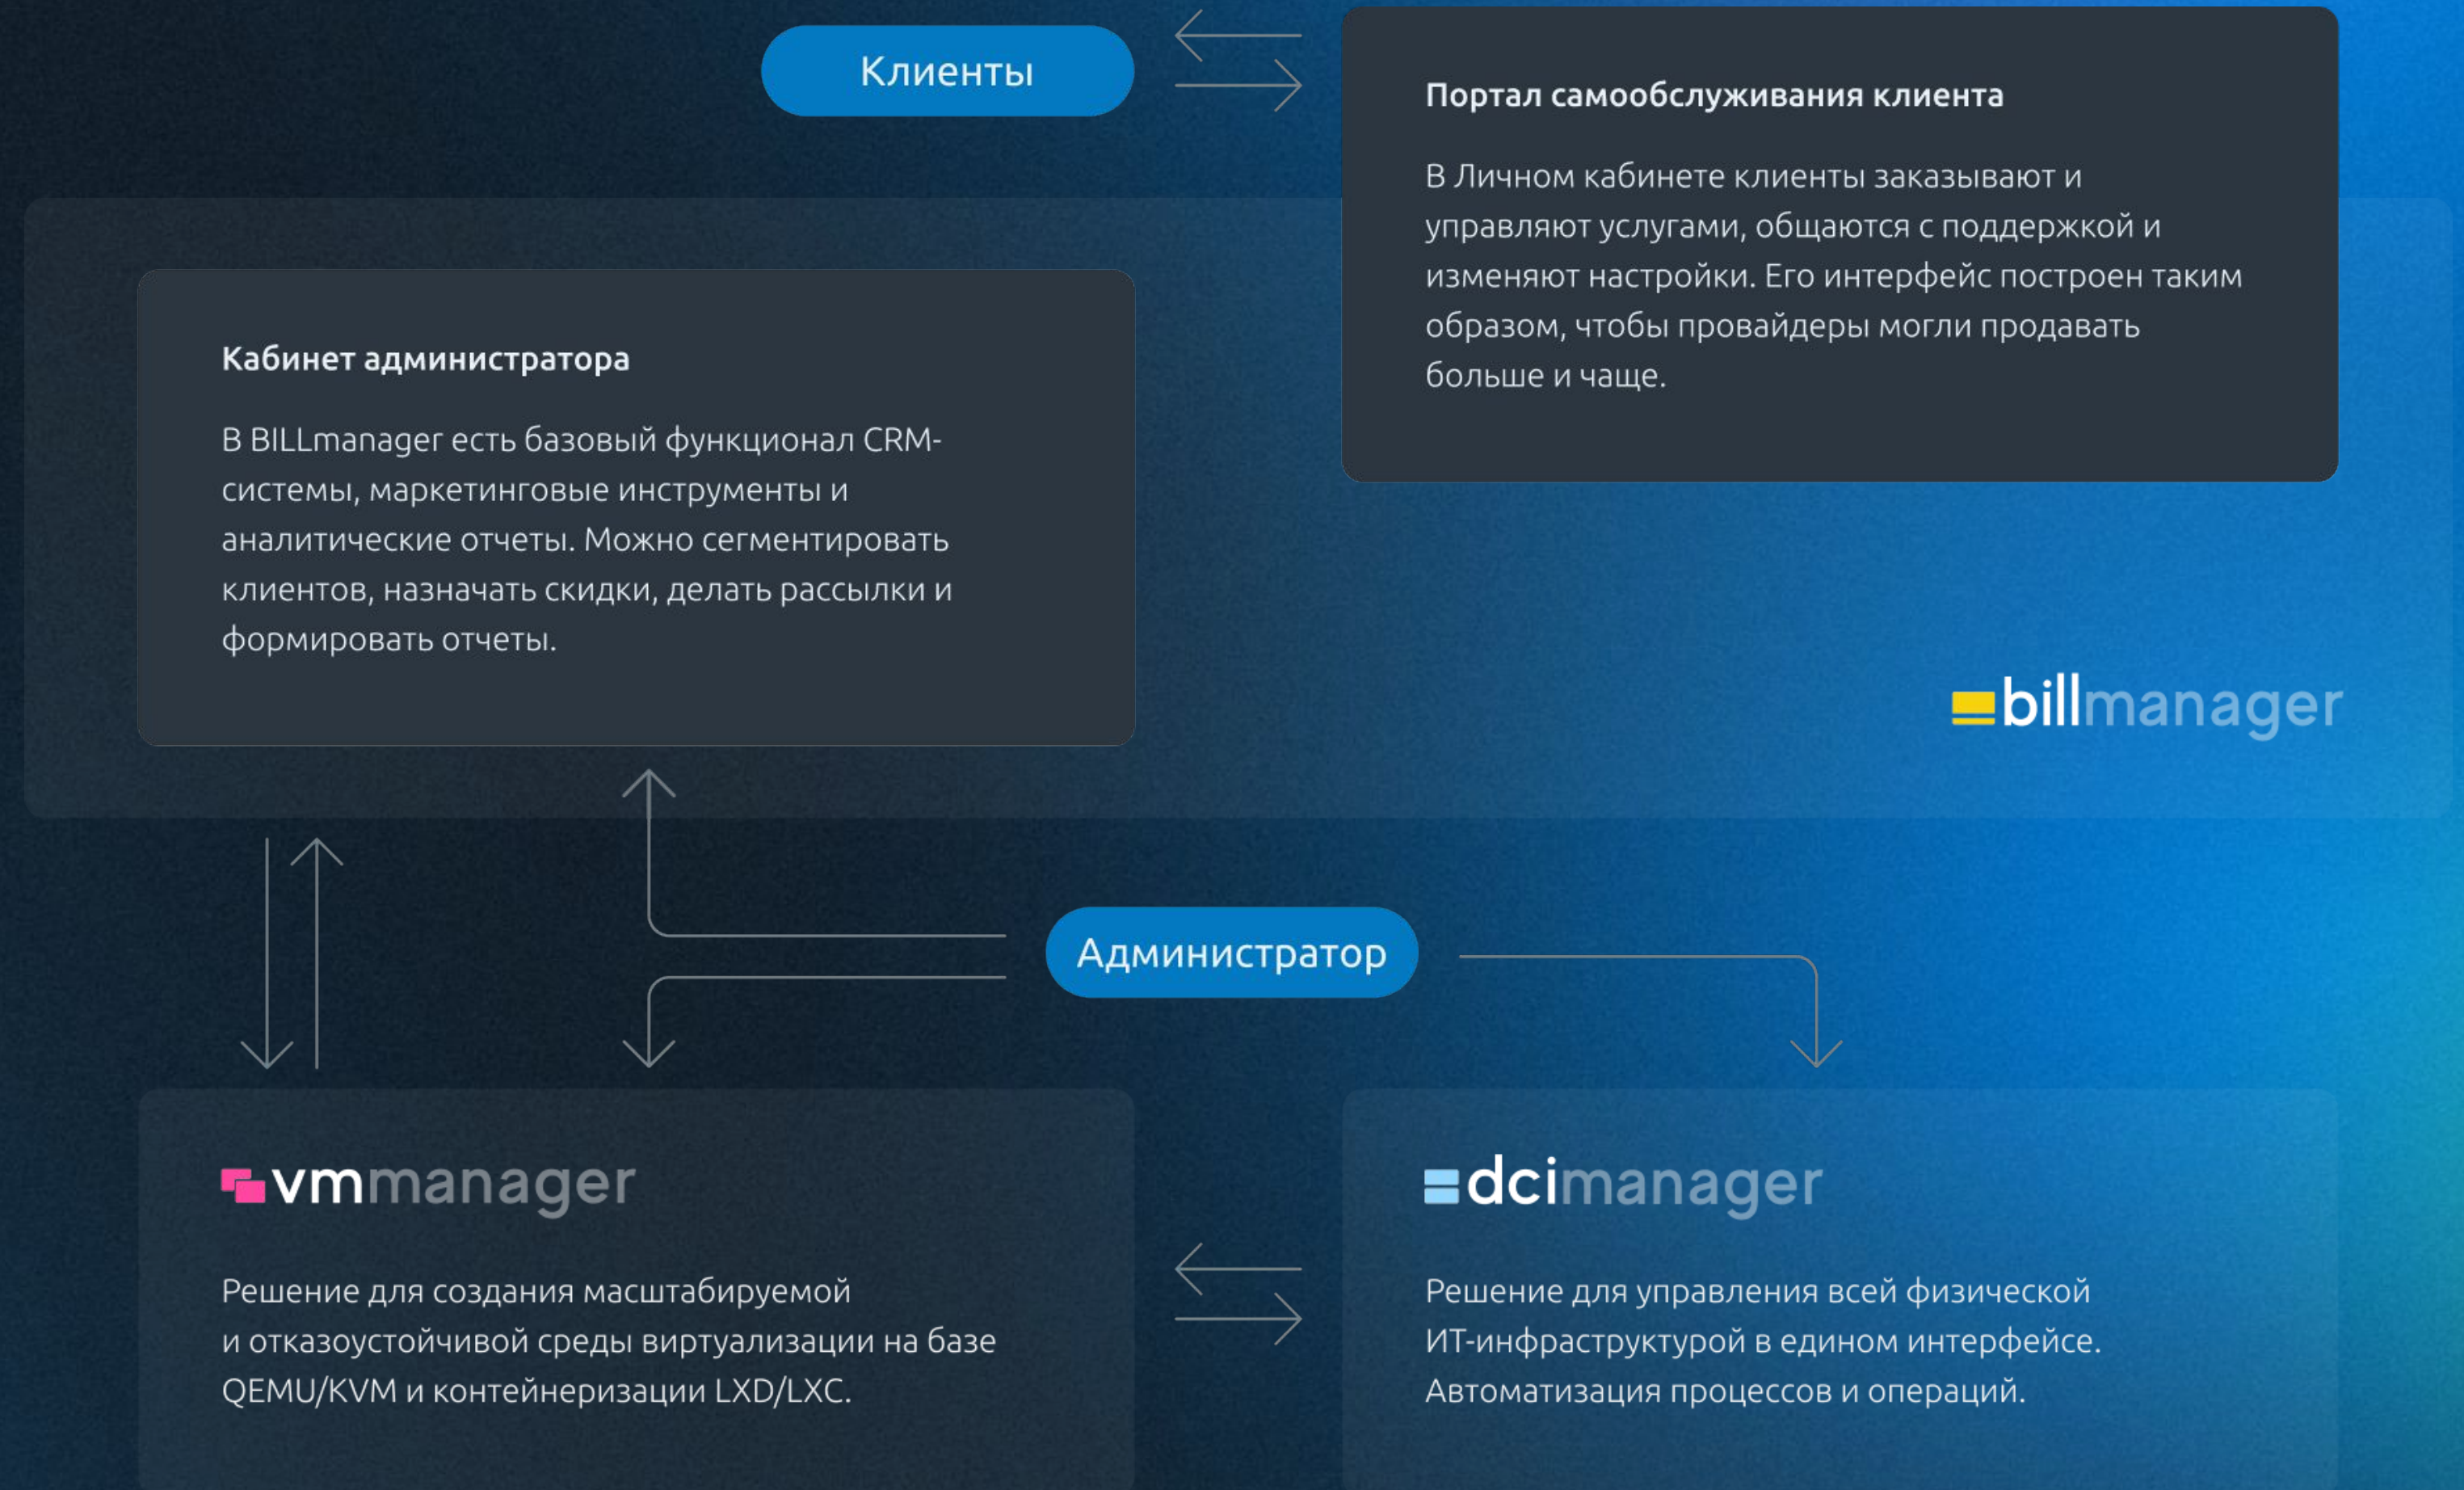 Клиенты
Портал самообслуживания клиента
В Личном кабинете клиенты заказывают и
управляют услугами, общаются с поддержкой и
изменяют настройки. Его интерфейс построен таким
образом, чтобы провайдеры могли продавать
больше и чаще.
Кабинет администратора
В BILLmanager есть базовый функционал CRM-
системы, маркетинговые инструменты и
аналитические отчеты. Можно сегментировать
клиентов, назначать скидки, делать рассылки и
формировать отчеты.
billmanager
Администратор
vmmanager
Решение для создания масштабируемой
и отказоустойчивой среды виртуализации на базе
QEMU/KVM и контейнеризации LXD/LXC.
dcimanager
Решение для управления всей физической
ИТ-инфраструктурой в едином интерфейсе.
Автоматизация процессов и операций.